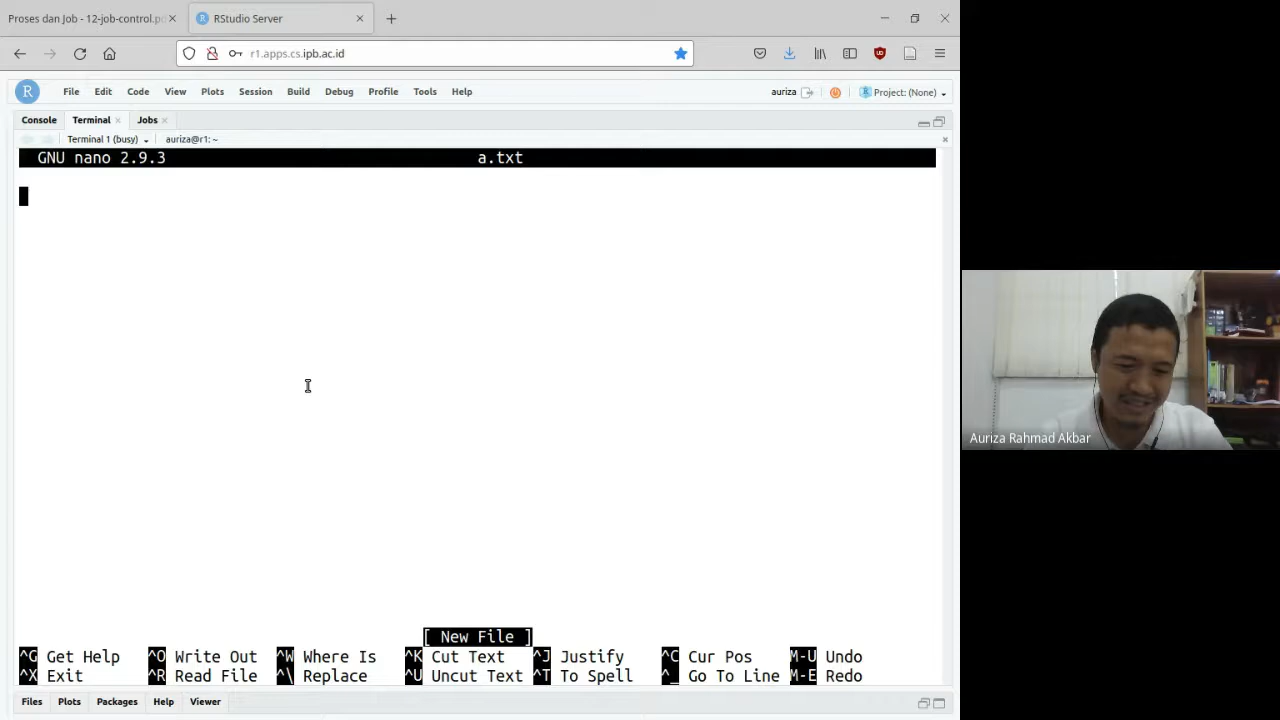 Proses dan Job - 12-job-control.pd
RStudio Server
r1.apps.cs.ipb.ac.id
R File Edit Code View Plots Session Build Debug Profile Tools Help
auriza Project: (None)
Console Terminal Jobs
Terminal 1 (busy) auriza@r1: ~
GNU nano 2.9.3 a.txt
[ New File ]
^G Get Help ^O Write Out ^W Where Is ^K Cut Text ^J Justify ^C Cur Pos M-U Undo
^X Exit ^R Read File ^\ Replace ^U Uncut Text ^T To Spell ^_ Go To Line M-E Redo
Files Plots Packages Help Viewer
Auriza Rahmad Akbar